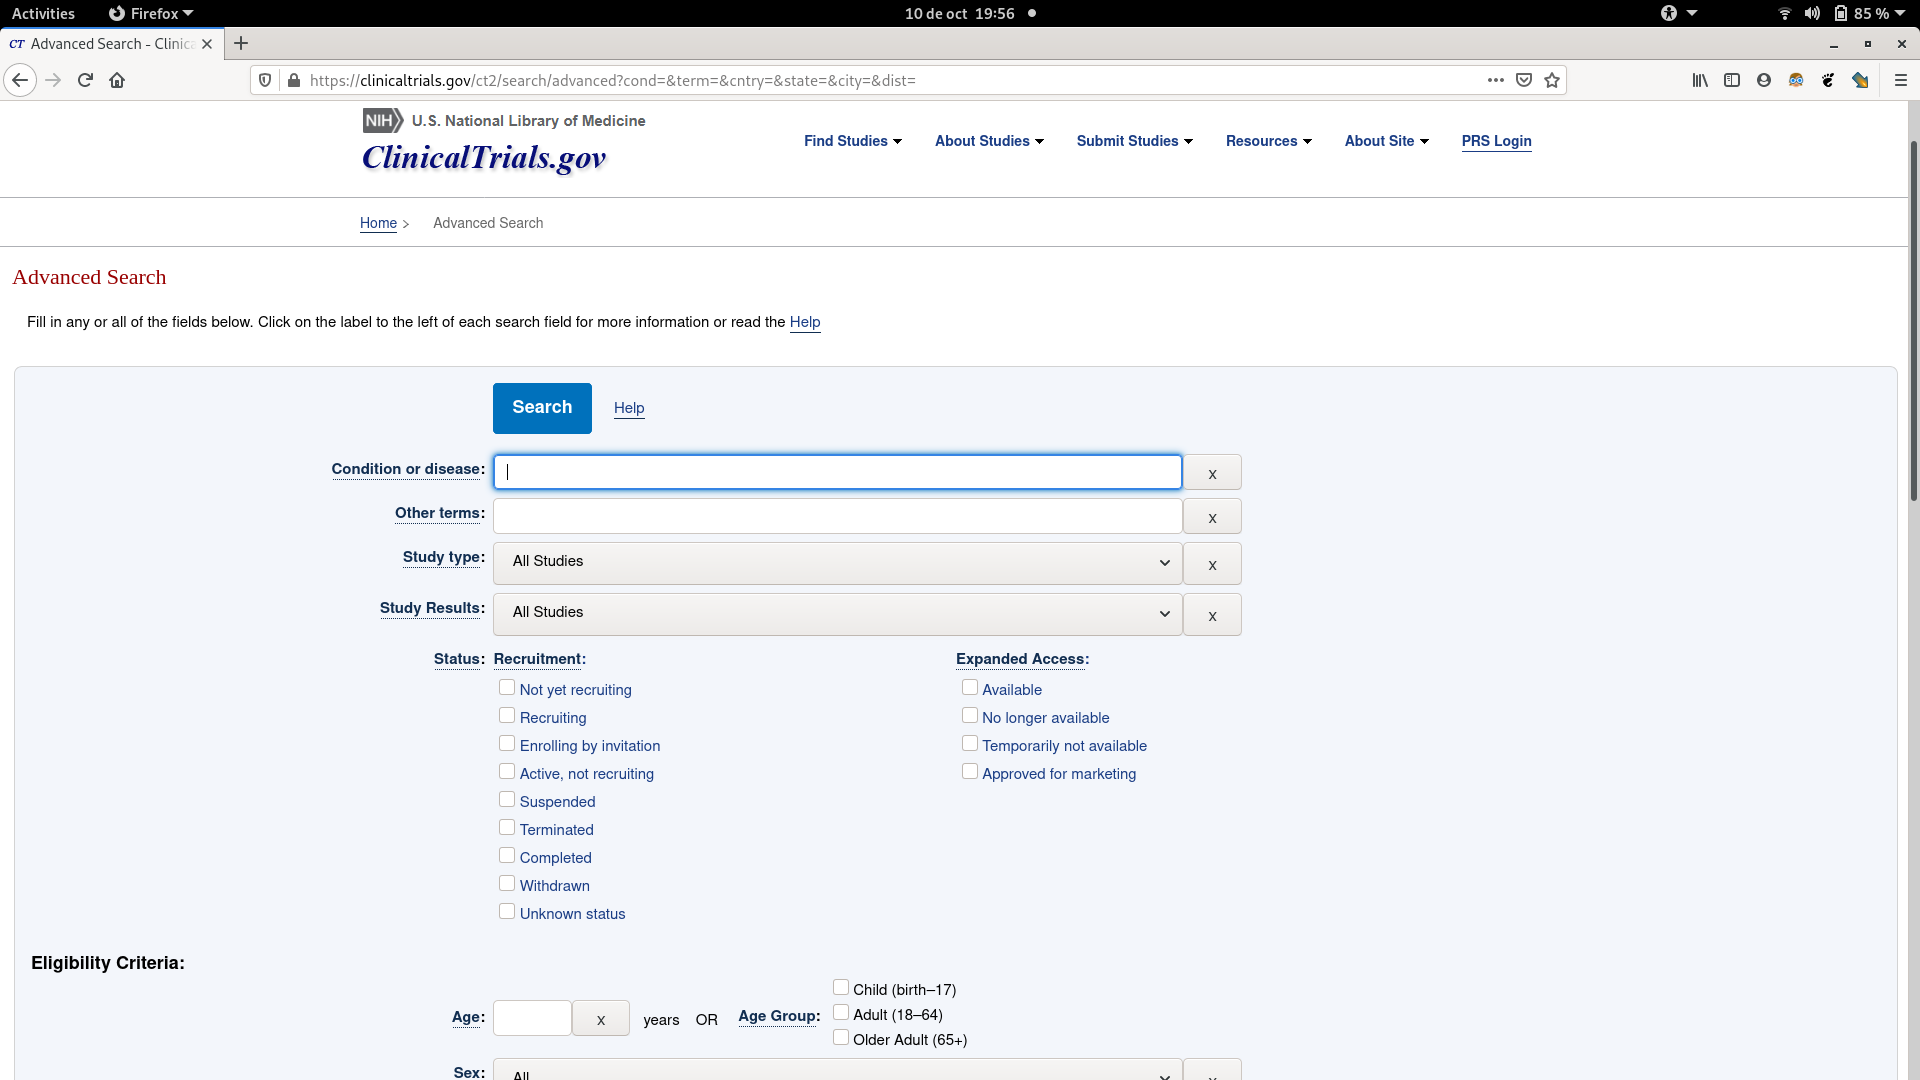 Activities Firefox 10 de oct 19:56 85 %
CT Advanced Search - Clinica
https://clinicaltrials.gov/ct2/search/advanced?cond=&term=&cntry=&state=&city=&dist=
NIH U.S. National Library of Medicine
ClinicalTrials.gov
Find Studies About Studies Submit Studies Resources About Site PRS Login
Home > Advanced Search
Advanced Search
Fill in any or all of the fields below. Click on the label to the left of each search field for more information or read the Help
Search Help
Condition or disease: x
Other terms: x
Study type: All Studies x
Study Results: All Studies x
Status: Recruitment: Expanded Access:
Not yet recruiting Available
Recruiting No longer available
Enrolling by invitation Temporarily not available
Active, not recruiting Approved for marketing
Suspended
Terminated
Completed
Withdrawn
Unknown status
Eligibility Criteria:
Child (birth–17)
Age: x years OR Age Group: Adult (18–64)
Older Adult (65+)
Sex: All x